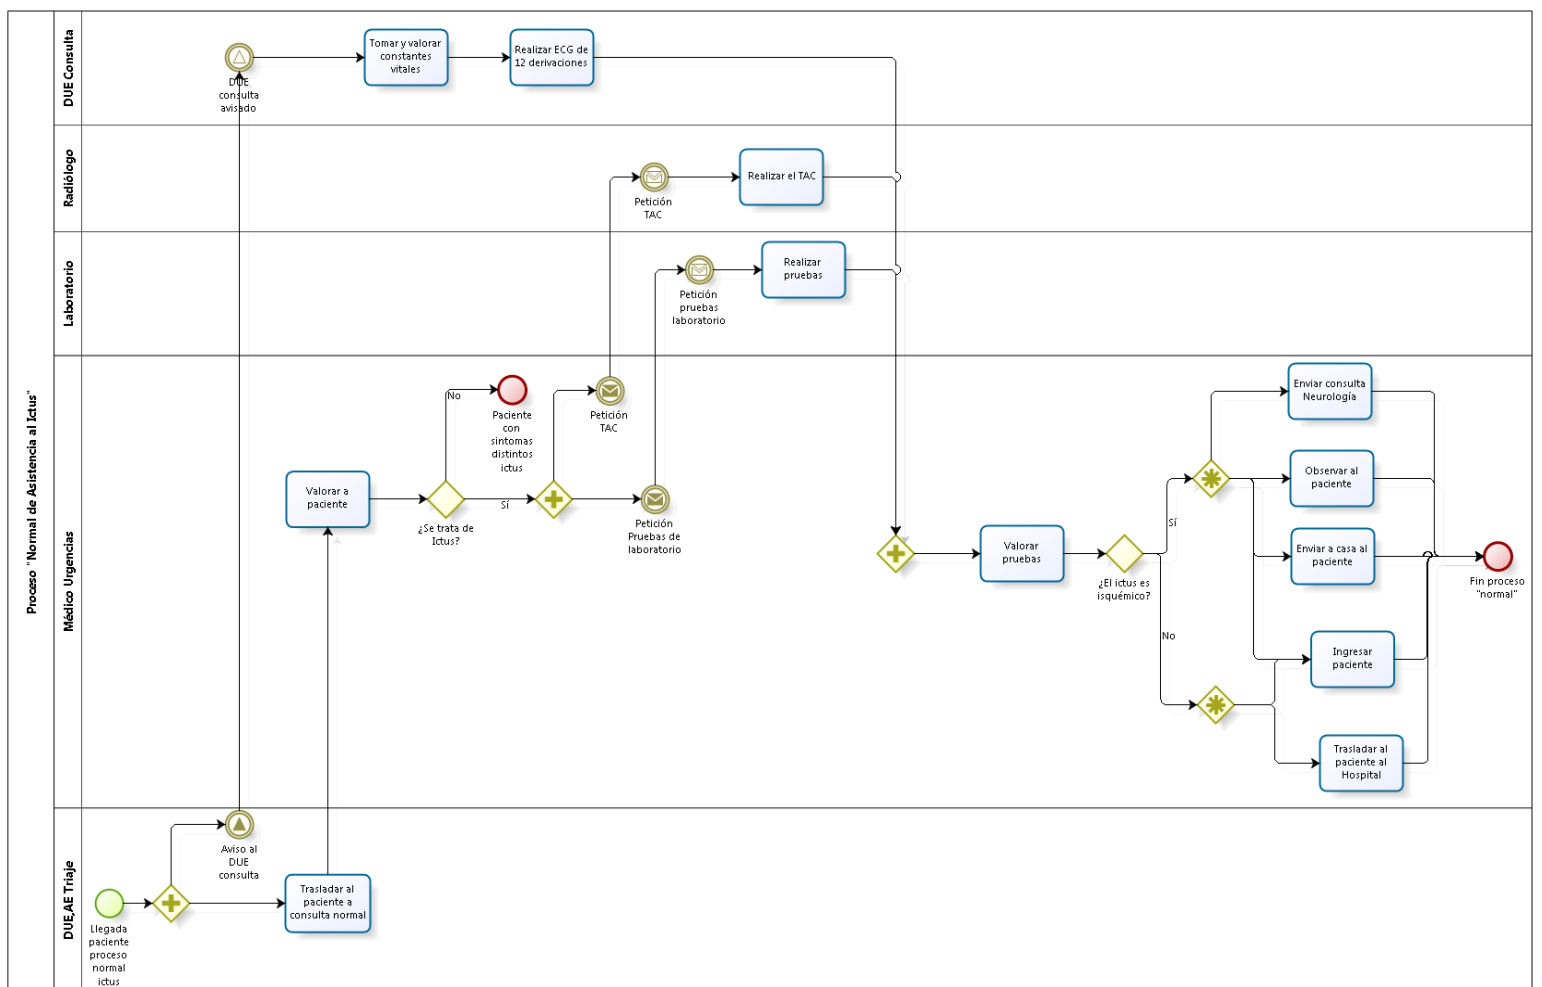 Proceso "Normal de Asistencia al Ictus"
DUE Consulta
DUE
consulta
avisado
Tomar y valorar
constantes
vitales
Realizar ECG de
12 derivaciones
Radiólogo
Petición
TAC
Realizar el TAC
Laboratorio
Petición
pruebas
laboratorio
Realizar
pruebas
Médico Urgencias
Valorar a
paciente
¿Se trata de
Ictus?
No
Sí
Paciente
con
sintomas
distintos
ictus
Petición
TAC
Petición
Pruebas de
laboratorio
Valorar
pruebas
¿El ictus es
isquémico?
Sí
No
Enviar consulta
Neurología
Observar al
paciente
Enviar a casa al
paciente
Ingresar
paciente
Trasladar al
paciente al
Hospital
Fin proceso
"normal"
DUE,AE Triaje
Llegada
paciente
proceso
normal
ictus
Aviso al
DUE
consulta
Trasladar al
paciente a
consulta normal